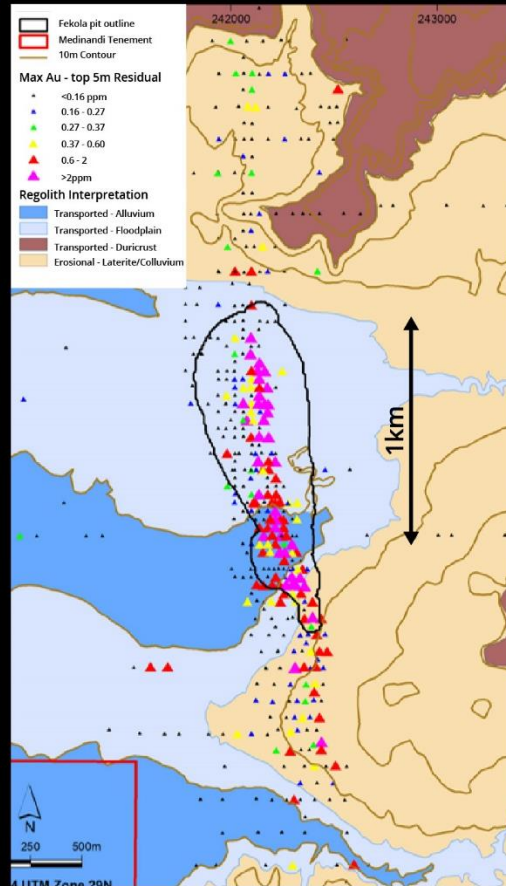 242000 243000
Fekola pit outline
Medinandi Tenement
10m Contour
Max Au - top 5m Residual
<0.16 ppm
0.16 - 0.27
0.27 - 0.37
0.37 - 0.60
0.6 - 2
>2ppm
Regolith Interpretation
Transported - Alluvium
Transported - Floodplain
Transported - Duricrust
Erosional - Laterite/Colluvium
1km
N
250 500m
4 UTM Zone 29N